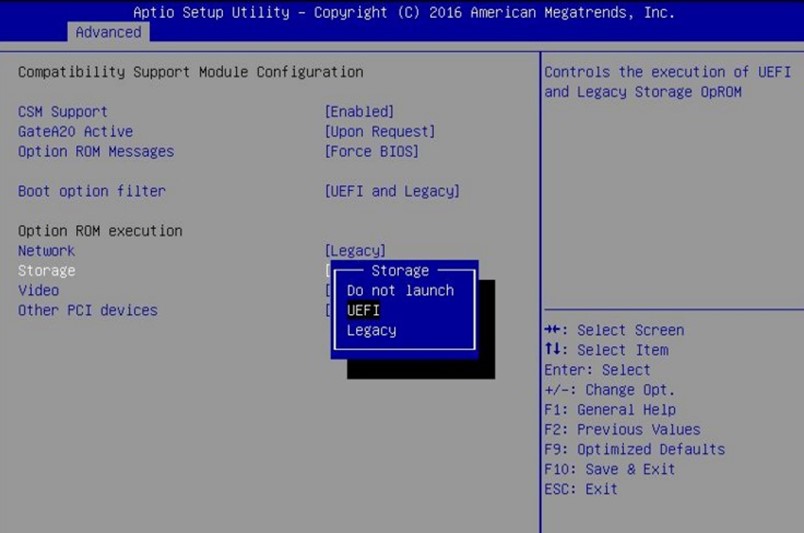 Aptio Setup Utility – Copyright (C) 2016 American Megatrends, Inc.
Advanced
Compatibility Support Module Configuration
CSM Support [Enabled]
GateA20 Active [Upon Request]
Option ROM Messages [Force BIOS]
Boot option filter [UEFI and Legacy]
Option ROM execution
Network [Legacy]
Storage [
Video [
Other PCI devices [
Storage
Do not launch
UEFI
Legacy
Controls the execution of UEFI
and Legacy Storage OpROM
→←: Select Screen
↑↓: Select Item
Enter: Select
+/-: Change Opt.
F1: General Help
F2: Previous Values
F9: Optimized Defaults
F10: Save & Exit
ESC: Exit